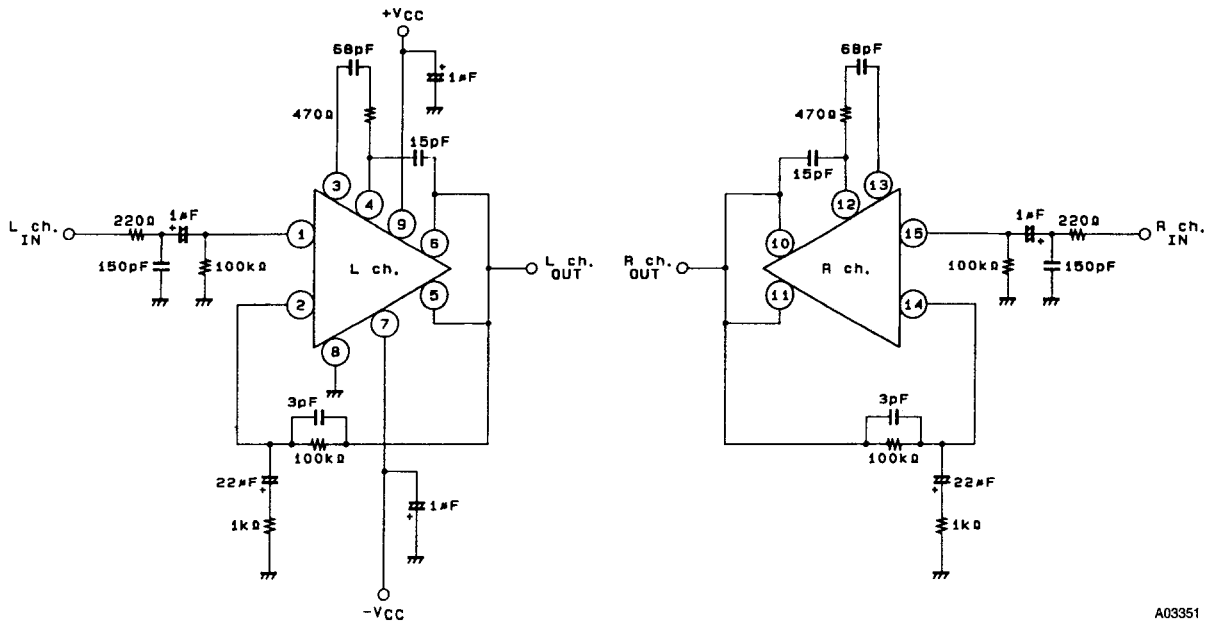 +VCC
68pF
1µF
470Ω
15pF
3
4
9
6
5
7
8
1
2
L ch.
L ch.
IN
220Ω
1µF
+
150pF
100kΩ
L ch.
OUT
3pF
100kΩ
22µF
+
1kΩ
1µF
+
-VCC
68pF
470Ω
15pF
13
12
10
11
15
14
R ch.
R ch.
OUT
1µF
+
220Ω
R ch.
IN
100kΩ
150pF
3pF
100kΩ
22µF
+
1kΩ
A03351